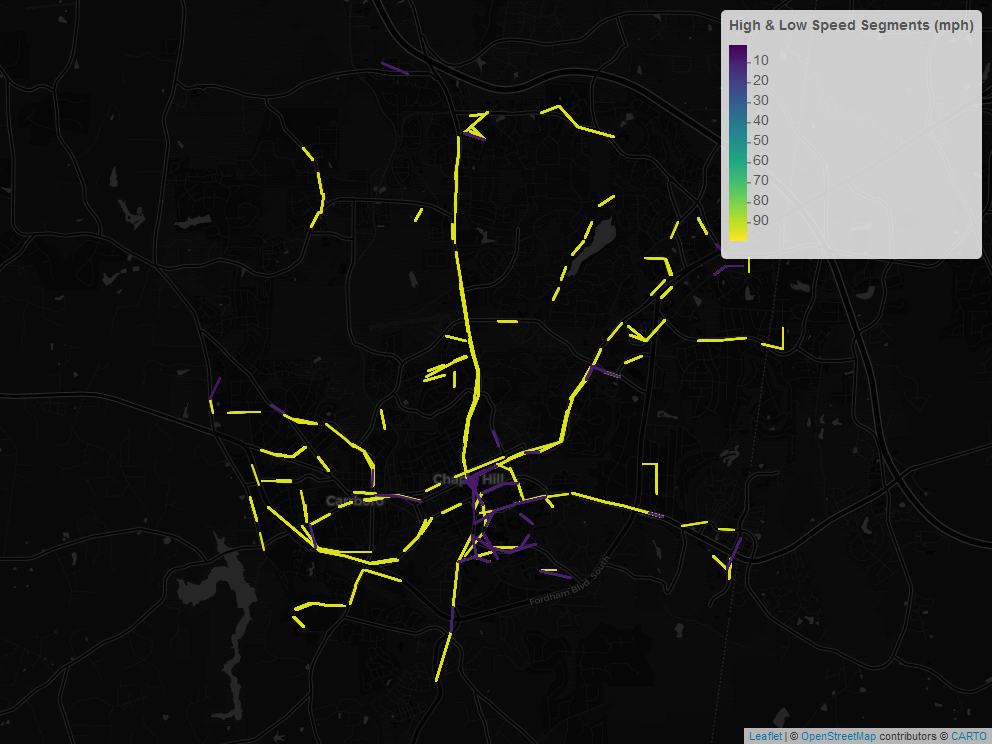 High & Low Speed Segments (mph)
10
20
30
40
50
60
70
80
90
Chapel Hill
Carrboro
Fordham Blvd South
Leaflet | © OpenStreetMap contributors © CARTO